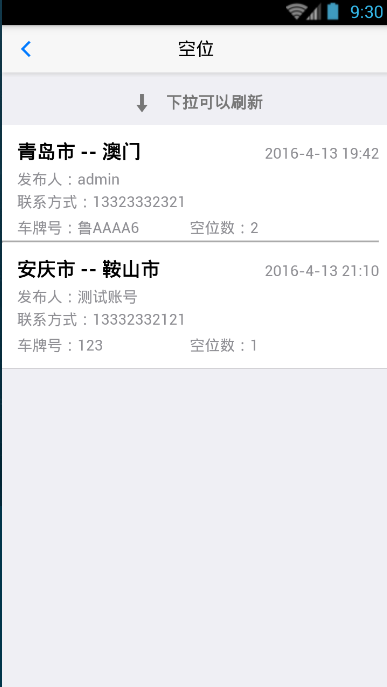 9:30
空位
下拉可以刷新
青岛市 -- 澳门 2016-4-13 19:42
发布人：admin
联系方式：13323332321
车牌号：鲁AAAA6 空位数：2
安庆市 -- 鞍山市 2016-4-13 21:10
发布人：测试账号
联系方式：13332332121
车牌号：123 空位数：1